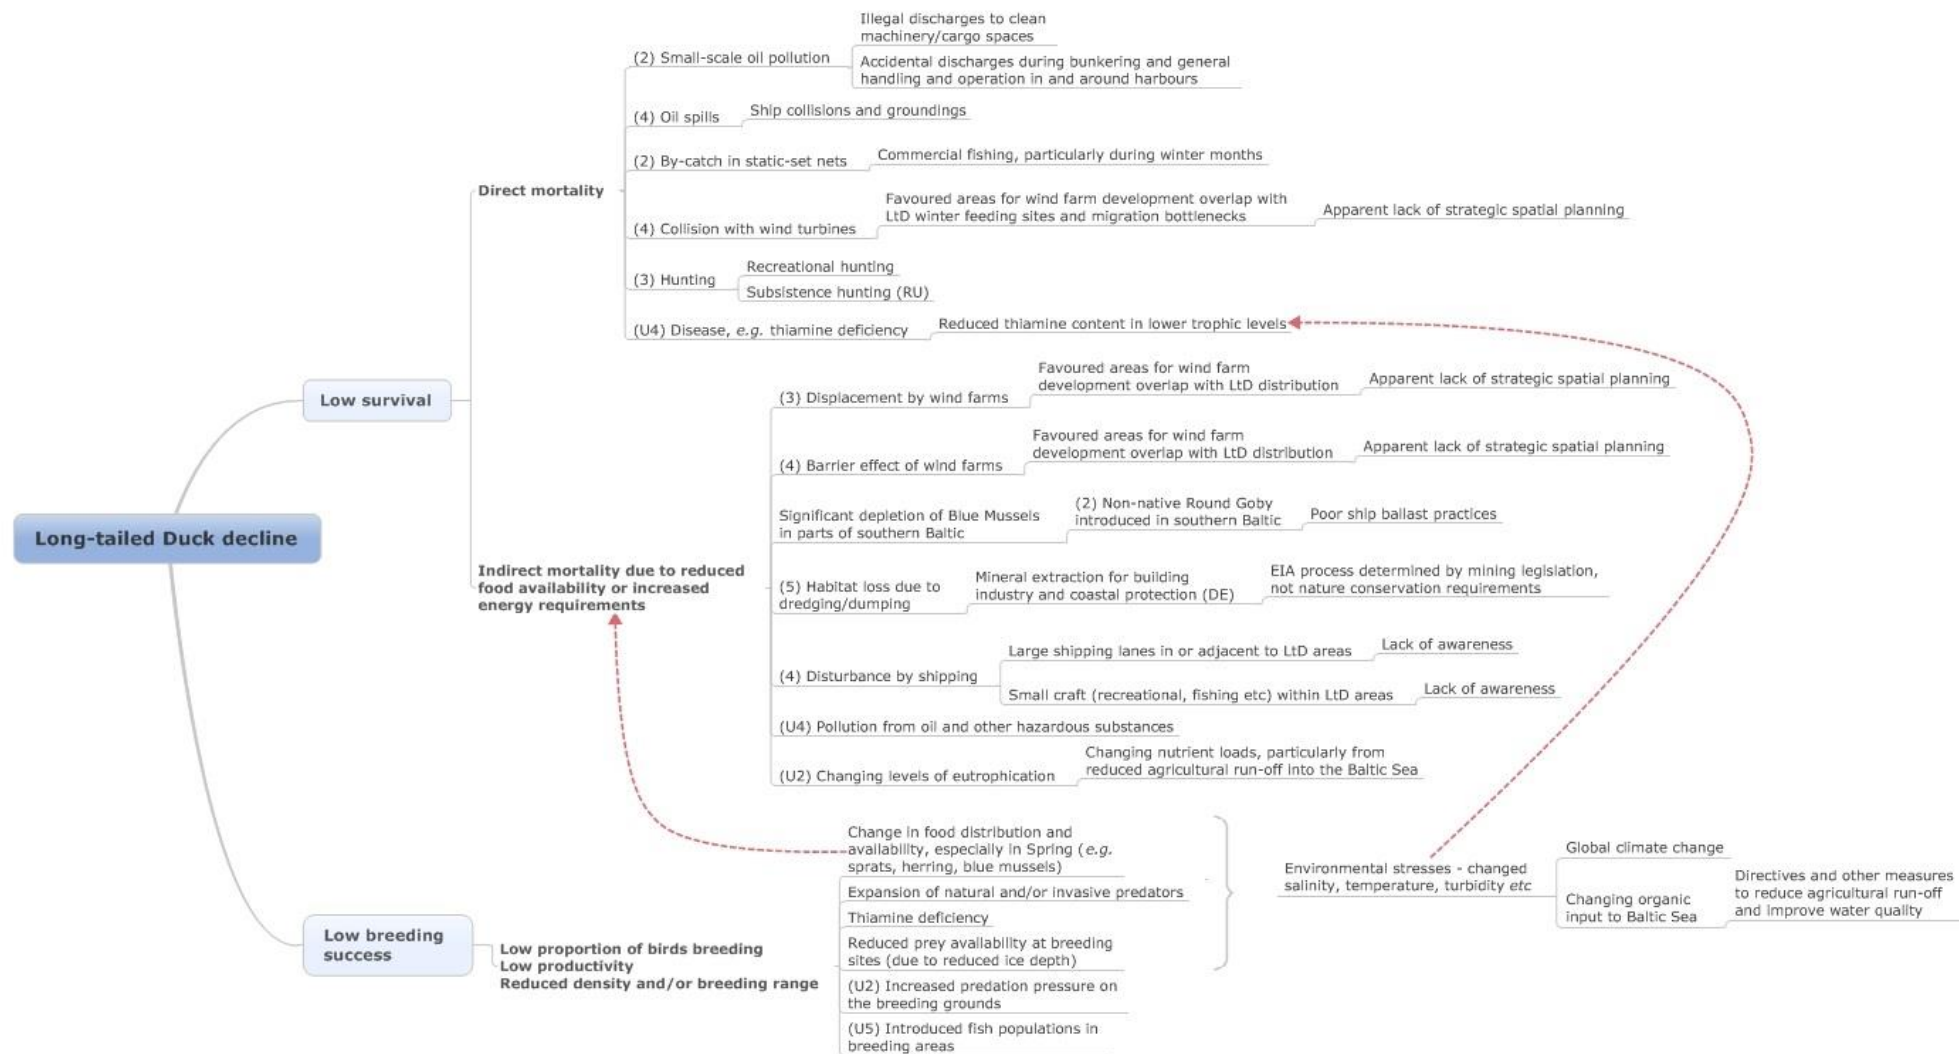 Illegal discharges to clean
machinery/cargo spaces
(2) Small-scale oil pollution
Accidental discharges during bunkering and general
handling and operation in and around harbours
(4) Oil spills
Ship collisions and groundings
(2) By-catch in static-set nets
Commercial fishing, particularly during winter months
Direct mortality
Favoured areas for wind farm development overlap with
LtD winter feeding sites and migration bottlenecks
Apparent lack of strategic spatial planning
(4) Collision with wind turbines
Recreational hunting
(3) Hunting
Subsistence hunting (RU)
(U4) Disease, e.g. thiamine deficiency
Reduced thiamine content in lower trophic levels
Low survival
Favoured areas for wind farm
development overlap with LtD distribution
Apparent lack of strategic spatial planning
(3) Displacement by wind farms
Favoured areas for wind farm
development overlap with LtD distribution
Apparent lack of strategic spatial planning
(4) Barrier effect of wind farms
Significant depletion of Blue Mussels
in parts of southern Baltic
(2) Non-native Round Goby
introduced in southern Baltic
Poor ship ballast practices
Long-tailed Duck decline
Indirect mortality due to reduced
food availability or increased
energy requirements
(5) Habitat loss due to
dredging/dumping
Mineral extraction for building
industry and coastal protection (DE)
EIA process determined by mining legislation,
not nature conservation requirements
Large shipping lanes in or adjacent to LtD areas
Lack of awareness
(4) Disturbance by shipping
Small craft (recreational, fishing etc) within LtD areas
Lack of awareness
(U4) Pollution from oil and other hazardous substances
(U2) Changing levels of eutrophication
Changing nutrient loads, particularly from
reduced agricultural run-off into the Baltic Sea
Change in food distribution and
availability, especially in Spring (e.g.
sprats, herring, blue mussels)
Expansion of natural and/or invasive predators
Thiamine deficiency
Reduced prey availability at breeding
sites (due to reduced ice depth)
(U2) Increased predation pressure on
the breeding grounds
(U5) Introduced fish populations in
breeding areas
Low breeding
success
Low proportion of birds breeding
Low productivity
Reduced density and/or breeding range
Environmental stresses - changed
salinity, temperature, turbidity etc
Global climate change
Changing organic
input to Baltic Sea
Directives and other measures
to reduce agricultural run-off
and improve water quality